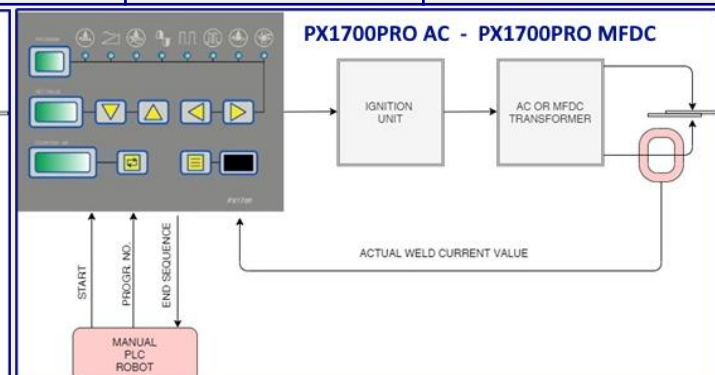 PX1700PRO AC - PX1700PRO MFDC
IGNITION
UNIT
AC OR MFDC
TRANSFORMER
PX1700
ACTUAL WELD CURRENT VALUE
START
PROGR. NO.
END SEQUENCE
MANUAL
PLC
ROBOT